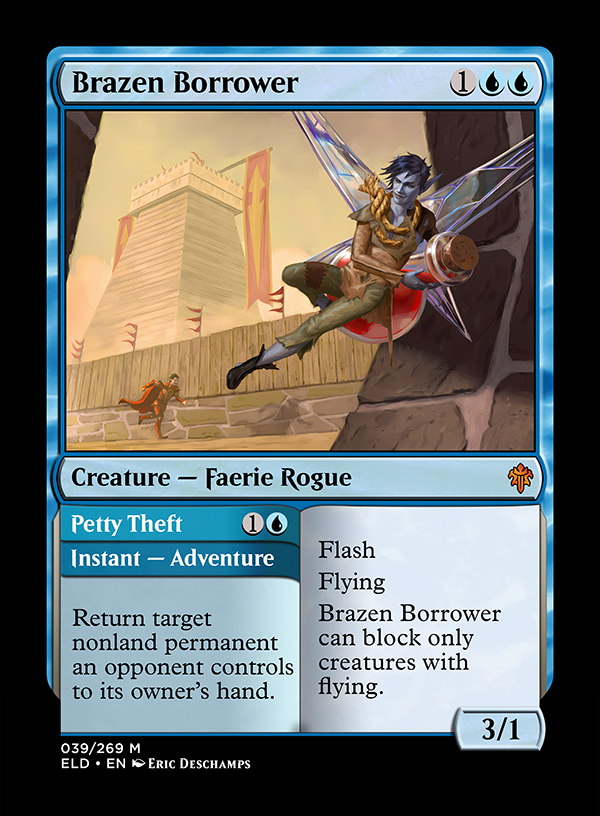 Brazen Borrower 1
Creature — Faerie Rogue
Petty Theft 1
Instant — Adventure
Return target
nonland permanent
an opponent controls
to its owner's hand.
Flash
Flying
Brazen Borrower
can block only
creatures with
flying.
3/1
039/269 M
ELD • EN Eric Deschamps